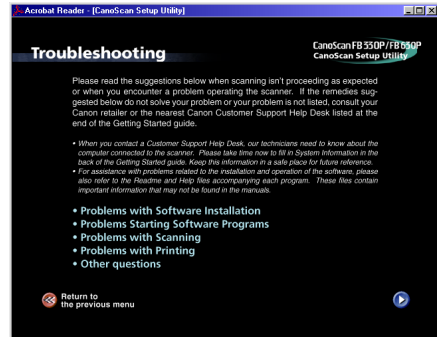 Acrobat Reader - [CanoScan Setup Utility]
Troubleshooting
CanoScan FB 330P / FB 630P
CanoScan Setup Utility
Please read the suggestions below when scanning isn't proceeding as expected
or when you encounter a problem operating the scanner. If the remedies sug-
gested below do not solve your problem or your problem is not listed, consult your
Canon retailer or the nearest Canon Customer Support Help Desk listed at the
end of the Getting Started guide.
• When you contact a Customer Support Help Desk, our technicians need to know about the
computer connected to the scanner. Please take time now to fill in System Information in the
back of the Getting Started guide. Keep this information in a safe place for future reference.
• For assistance with problems related to the installation and operation of the software, please
also refer to the Readme and Help files accompanying each program. These files contain
important information that may not be found in the manuals.
• Problems with Software Installation
• Problems Starting Software Programs
• Problems with Scanning
• Problems with Printing
• Other questions
Return to
the previous menu